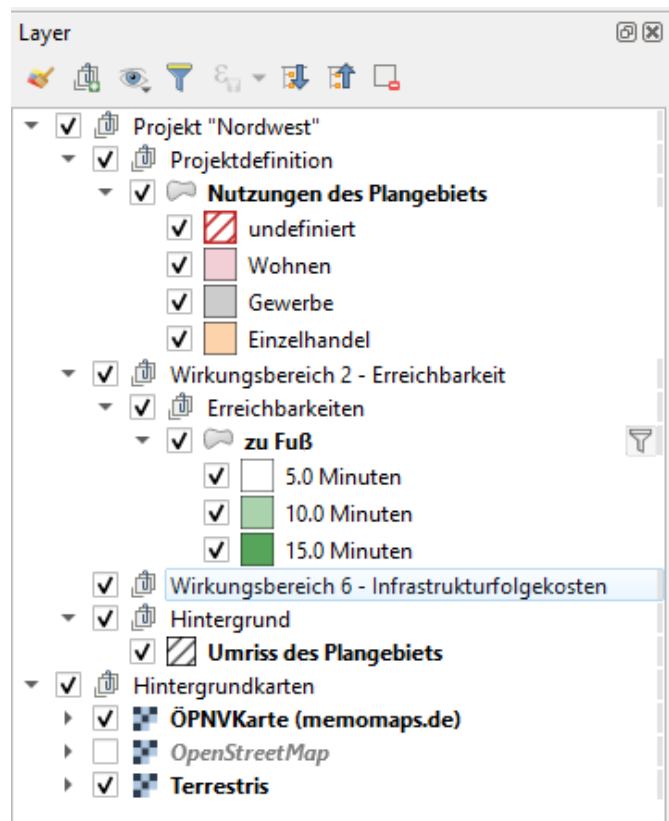 Layer
Projekt "Nordwest"
Projektdefinition
Nutzungen des Plangebiets
undefiniert
Wohnen
Gewerbe
Einzelhandel
Wirkungsbereich 2 - Erreichbarkeit
Erreichbarkeiten
zu Fuß
5.0 Minuten
10.0 Minuten
15.0 Minuten
Wirkungsbereich 6 - Infrastrukturfolgekosten
Hintergrund
Umriss des Plangebiets
Hintergrundkarten
ÖPNVKarte (memomaps.de)
OpenStreetMap
Terrestris